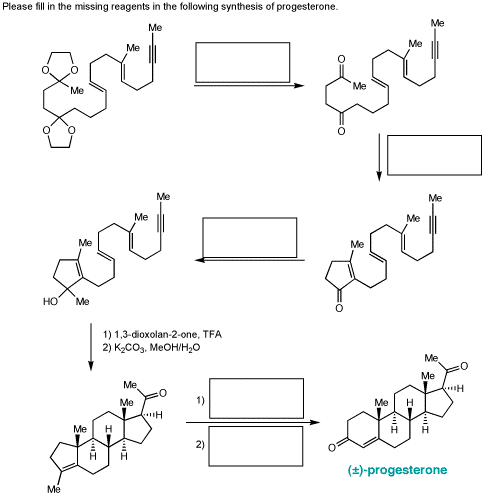 Please fill in the missing reagents in the following synthesis of progesterone.
Me
Me
O
O
Me
O
O
Me
Me
O
Me
O
Me
Me
Me
HO
Me
Me
Me
Me
O
1) 1,3-dioxolan-2-one, TFA
2) K2CO3, MeOH/H2O
Me
O
Me
H
Me
H
H
H
Me
1)
2)
Me
O
Me
H
Me
H
H
H
O
(±)-progesterone